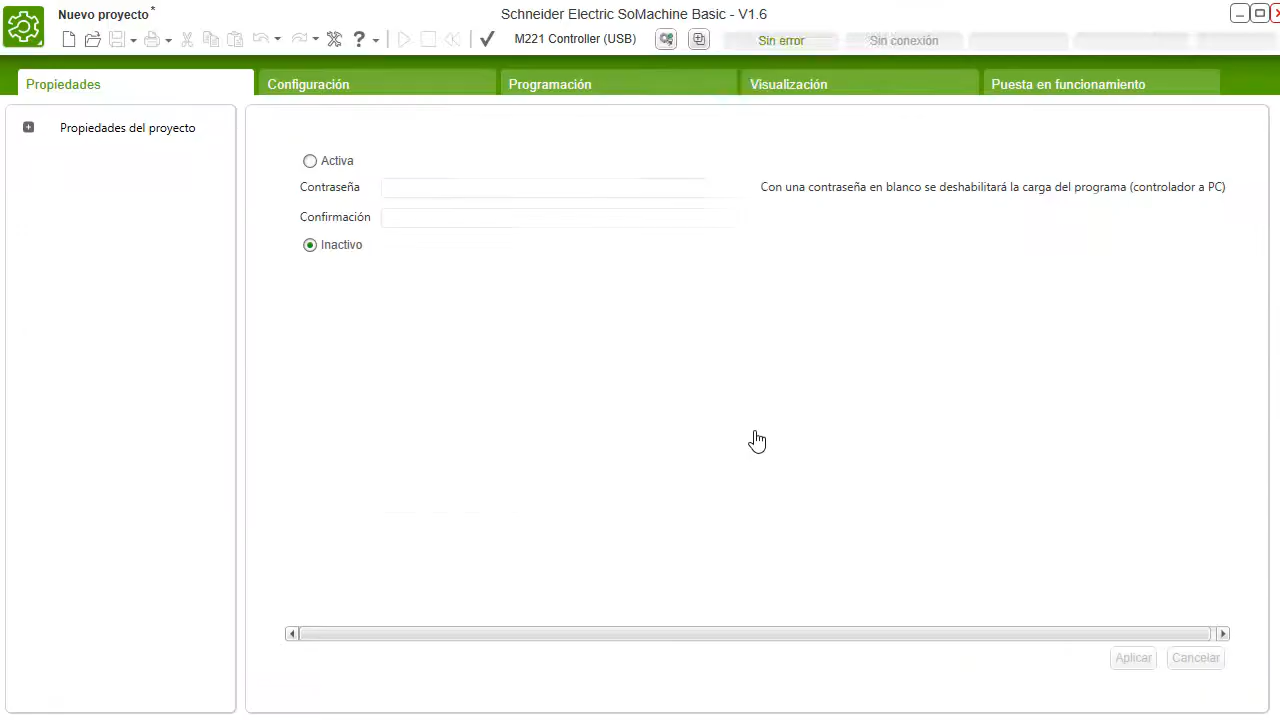 Nuevo proyecto*
Schneider Electric SoMachine Basic - V1.6
M221 Controller (USB)
Sin error
Sin conexión
Propiedades
Configuración
Programación
Visualización
Puesta en funcionamiento
Propiedades del proyecto
Activa
Contraseña
Con una contraseña en blanco se deshabilitará la carga del programa (controlador a PC)
Confirmación
Inactivo
Aplicar
Cancelar